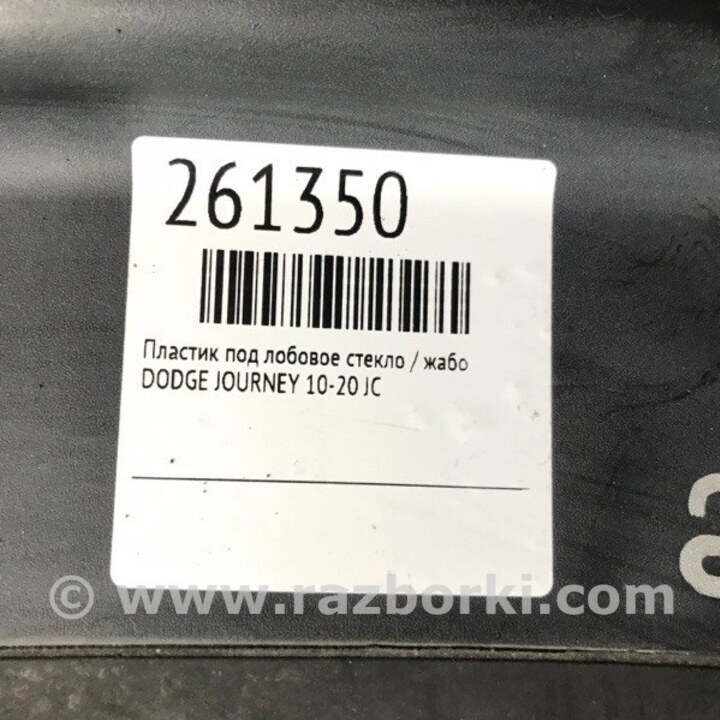 261350
Пластик под лобовое стекло / жабо
DODGE JOURNEY 10-20 JC
© www.razborki.com